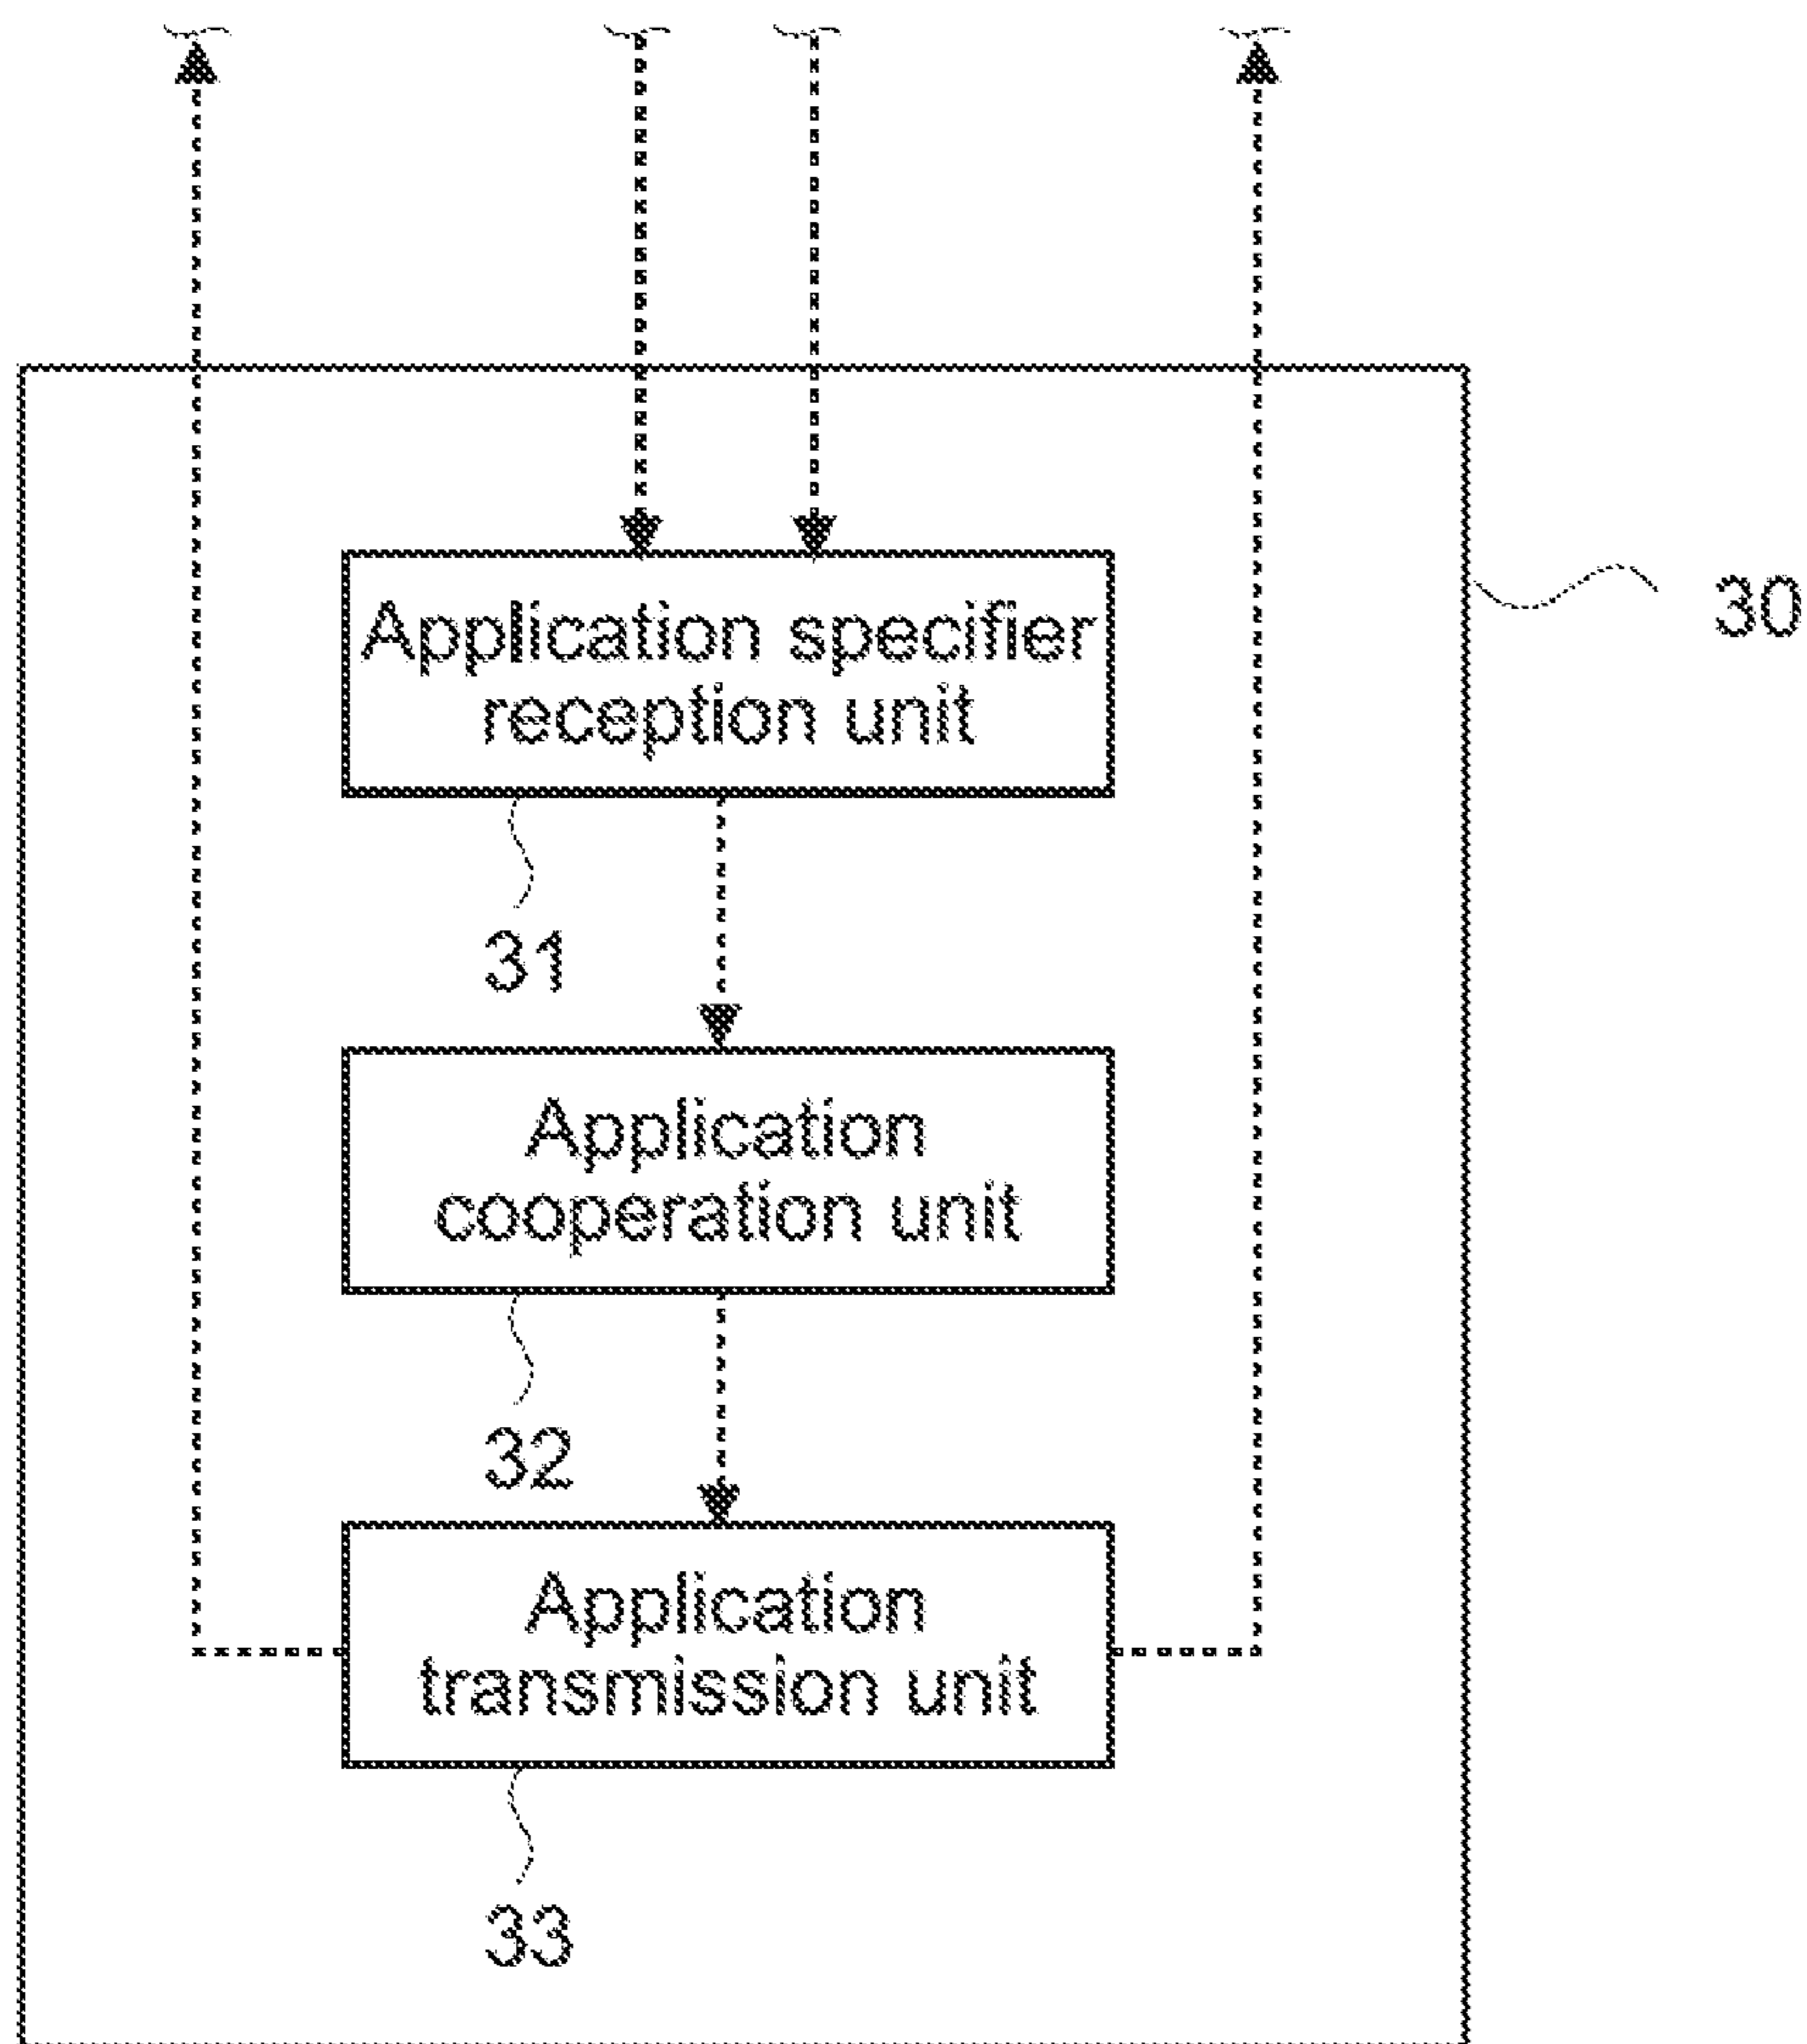 Application specifier
reception unit
30
31
Application
cooperation unit
32
Application
transmission unit
33